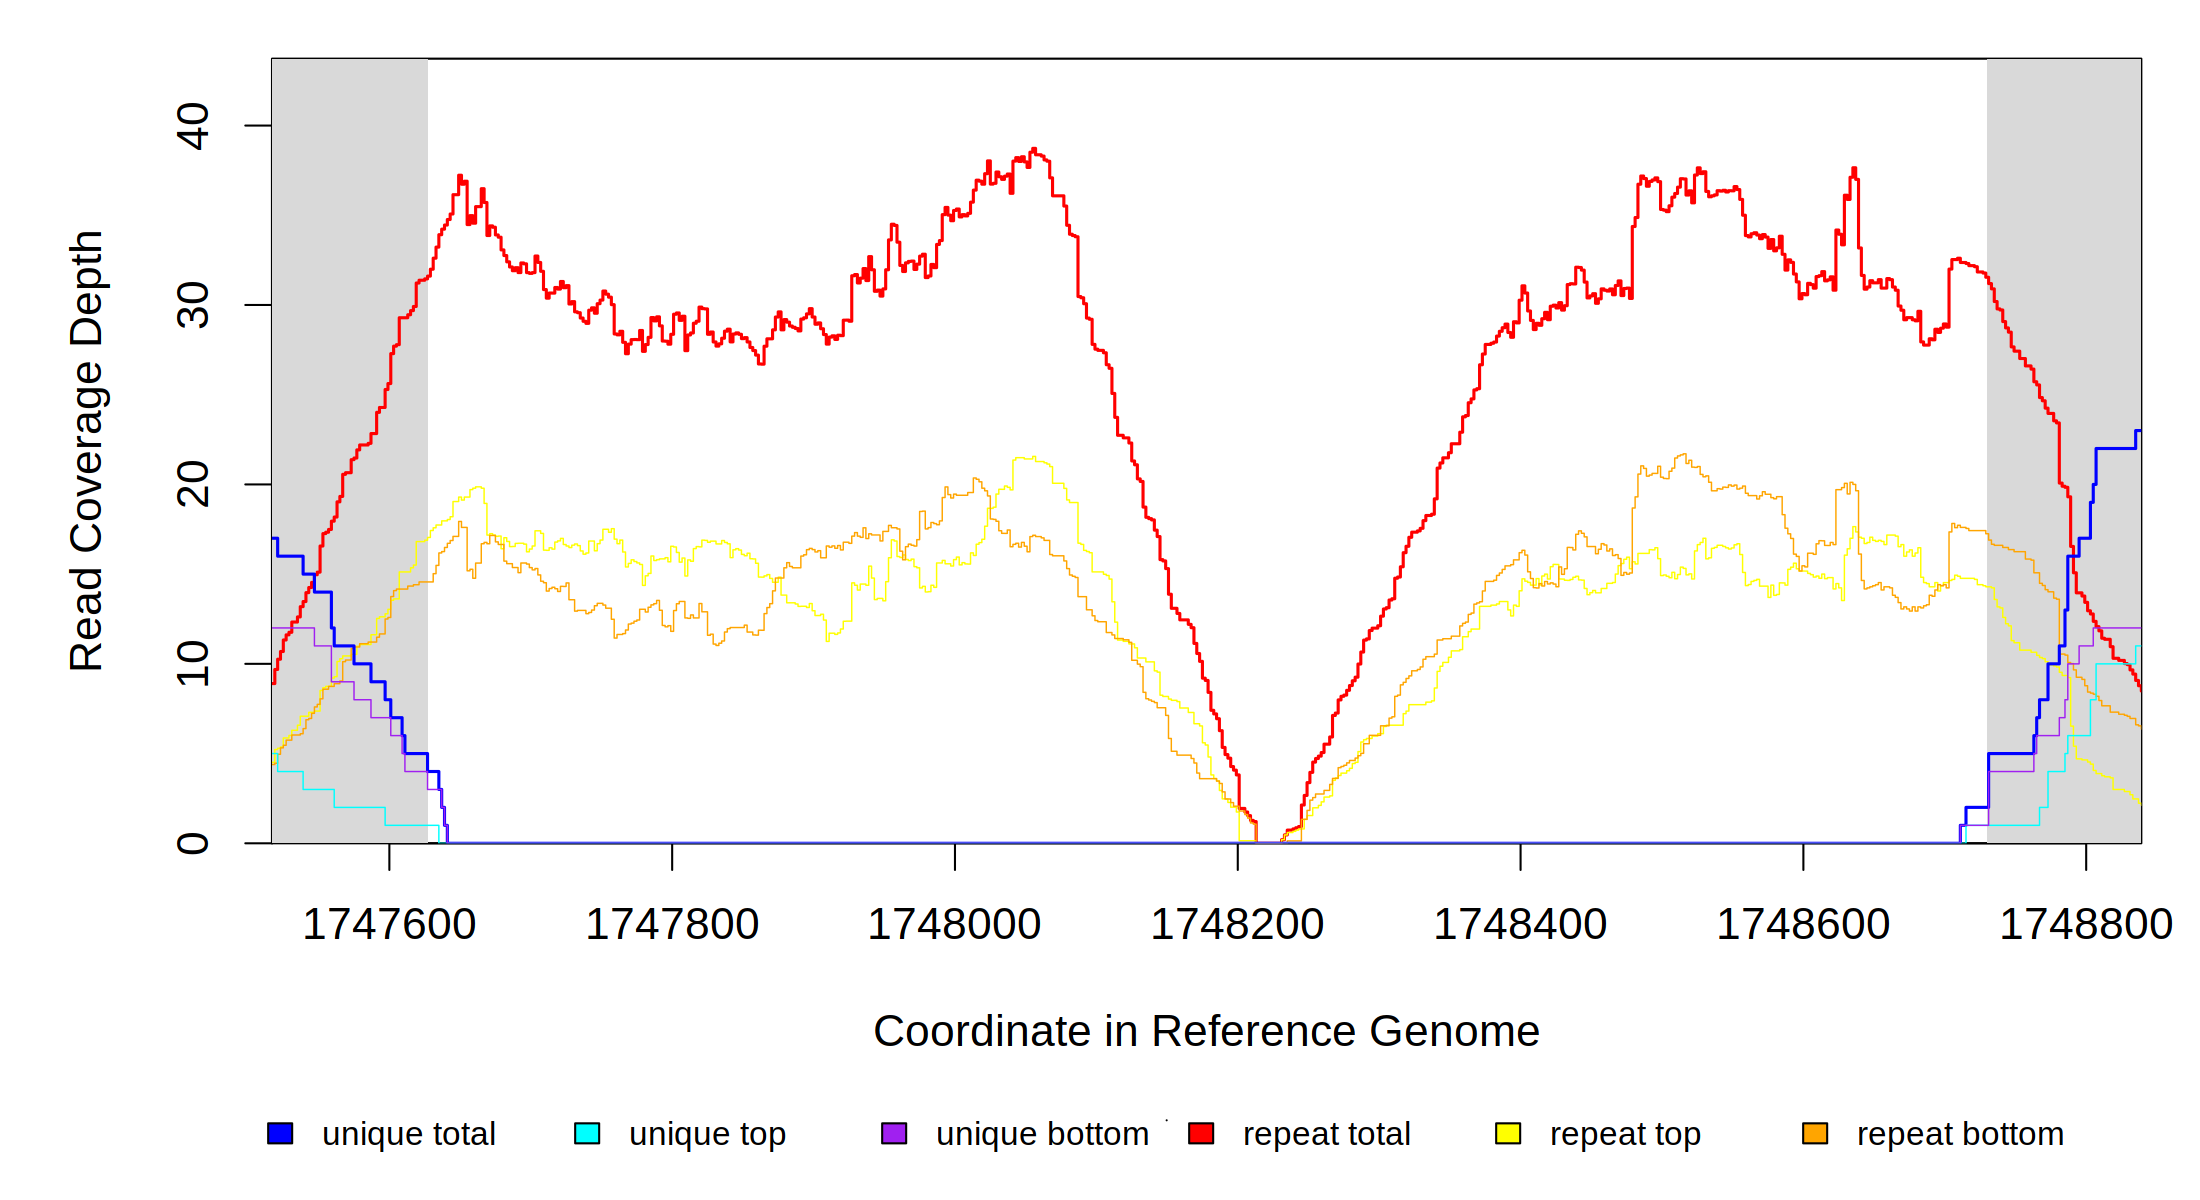 40
30
20
10
0
Read Coverage Depth
1747600 1747800 1748000 1748200 1748400 1748600 1748800
Coordinate in Reference Genome
unique total unique top unique bottom repeat total repeat top repeat bottom